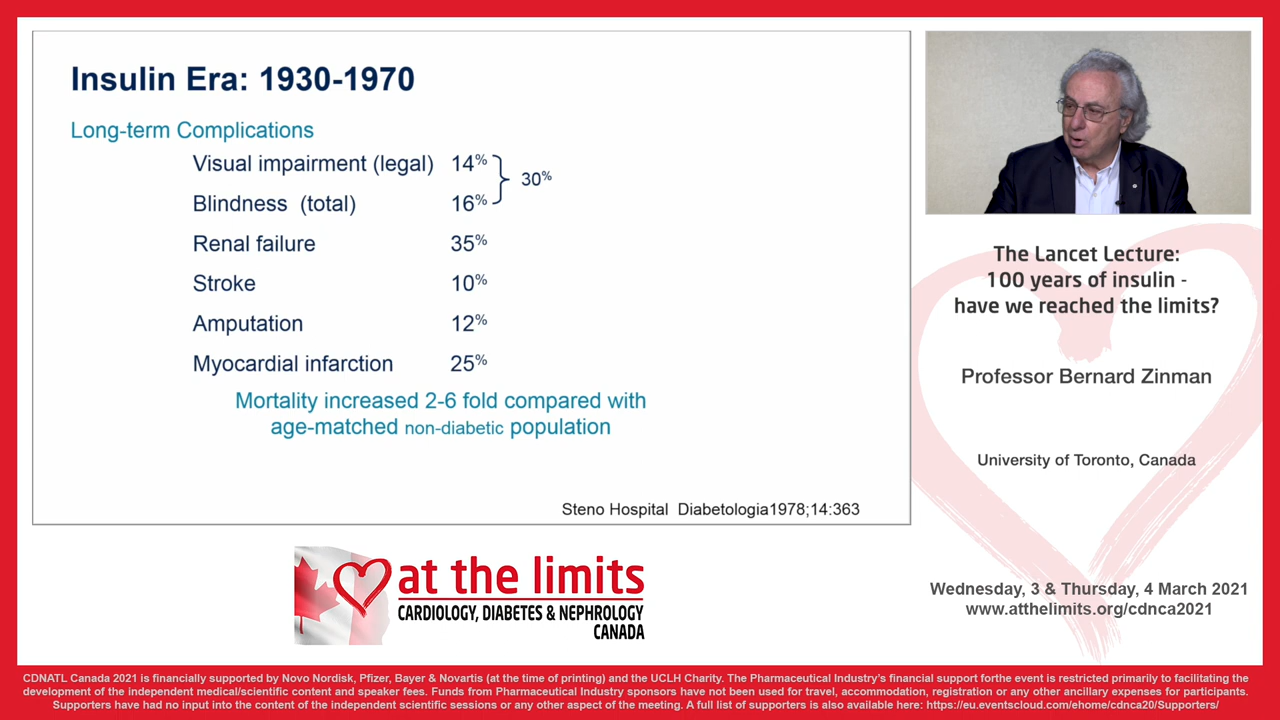 Insulin Era: 1930-1970
Long-term Complications
Visual impairment (legal) 14%
Blindness (total) 16%
30%
Renal failure 35%
Stroke 10%
Amputation 12%
Myocardial infarction 25%
Mortality increased 2-6 fold compared with
age-matched non-diabetic population
Steno Hospital Diabetologia1978;14:363
The Lancet Lecture:
100 years of insulin -
have we reached the limits?
Professor Bernard Zinman
University of Toronto, Canada
Wednesday, 3 & Thursday, 4 March 2021
www.atthelimits.org/cdnca2021
at the limits
CARDIOLOGY, DIABETES & NEPHROLOGY
CANADA
CDNATL Canada 2021 is financially supported by Novo Nordisk, Pfizer, Bayer & Novartis (at the time of printing) and the UCLH Charity. The Pharmaceutical Industry's financial support forthe event is restricted primarily to facilitating the
development of the independent medical/scientific content and speaker fees. Funds from Pharmaceutical Industry sponsors have not been used for travel, accommodation, registration or any other ancillary expenses for participants.
Supporters have had no input into the content of the independent scientific sessions or any other aspect of the meeting. A full list of supporters is also available here: https://eu.eventscloud.com/ehome/cdnca20/Supporters/